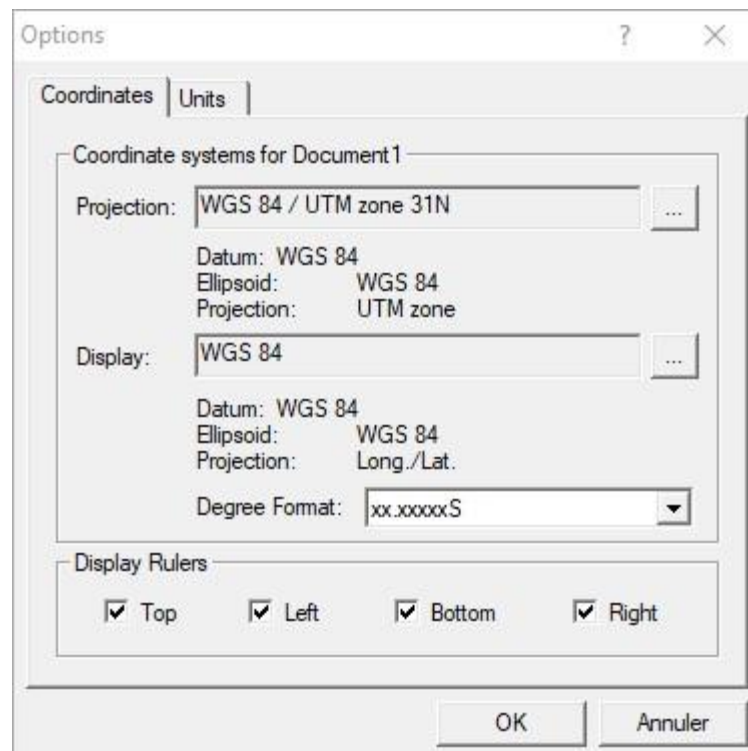 Options ?
Coordinates Units
Coordinate systems for Document1
Projection: WGS 84 / UTM zone 31N ...
Datum: WGS 84
Ellipsoid: WGS 84
Projection: UTM zone
Display: WGS 84 ...
Datum: WGS 84
Ellipsoid: WGS 84
Projection: Long./Lat.
Degree Format: xx.xxxxxS
Display Rulers
Top Left Bottom Right
OK Annuler